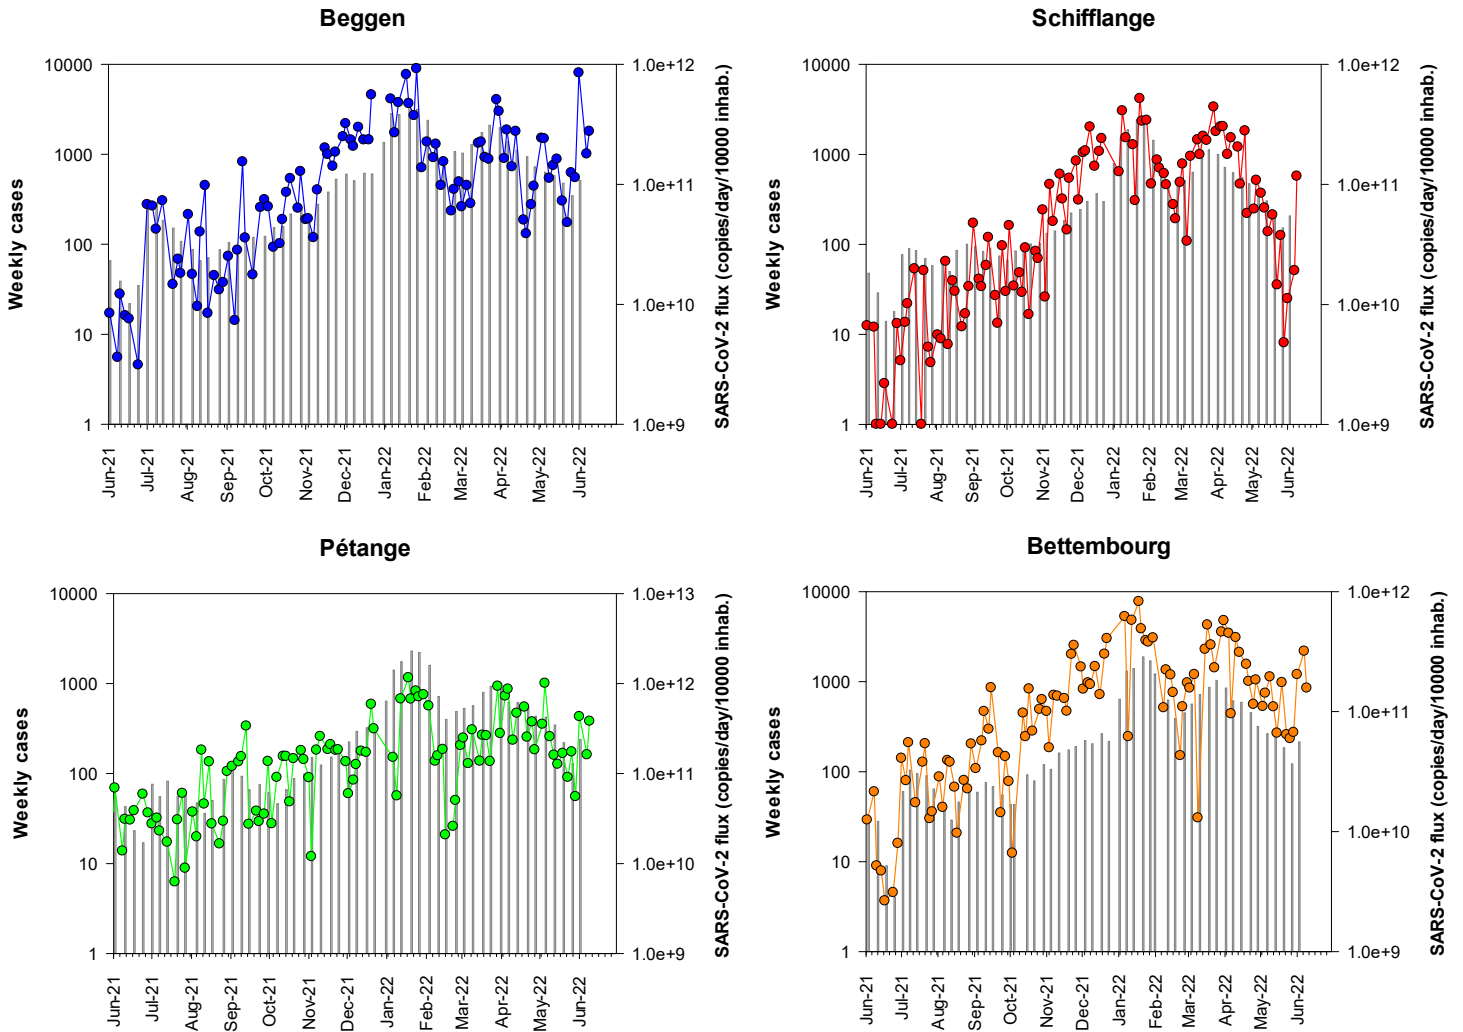 Beggen
Weekly cases
10000
1000
100
10
1
1.0e+12
1.0e+11
1.0e+10
1.0e+9
SARS-CoV-2 flux (copies/day/10000 inhab.)
Jun-21
Jul-21
Aug-21
Sep-21
Oct-21
Nov-21
Dec-21
Jan-22
Feb-22
Mar-22
Apr-22
May-22
Jun-22
Schifflange
Weekly cases
10000
1000
100
10
1
1.0e+12
1.0e+11
1.0e+10
1.0e+9
SARS-CoV-2 flux (copies/day/10000 inhab.)
Jun-21
Jul-21
Aug-21
Sep-21
Oct-21
Nov-21
Dec-21
Jan-22
Feb-22
Mar-22
Apr-22
May-22
Jun-22
Pétange
Weekly cases
10000
1000
100
10
1
1.0e+13
1.0e+12
1.0e+11
1.0e+10
1.0e+9
SARS-CoV-2 flux (copies/day/10000 inhab.)
Jun-21
Jul-21
Aug-21
Sep-21
Oct-21
Nov-21
Dec-21
Jan-22
Feb-22
Mar-22
Apr-22
May-22
Jun-22
Bettembourg
Weekly cases
10000
1000
100
10
1
1.0e+12
1.0e+11
1.0e+10
1.0e+9
SARS-CoV-2 flux (copies/day/10000 inhab.)
Jun-21
Jul-21
Aug-21
Sep-21
Oct-21
Nov-21
Dec-21
Jan-22
Feb-22
Mar-22
Apr-22
May-22
Jun-22